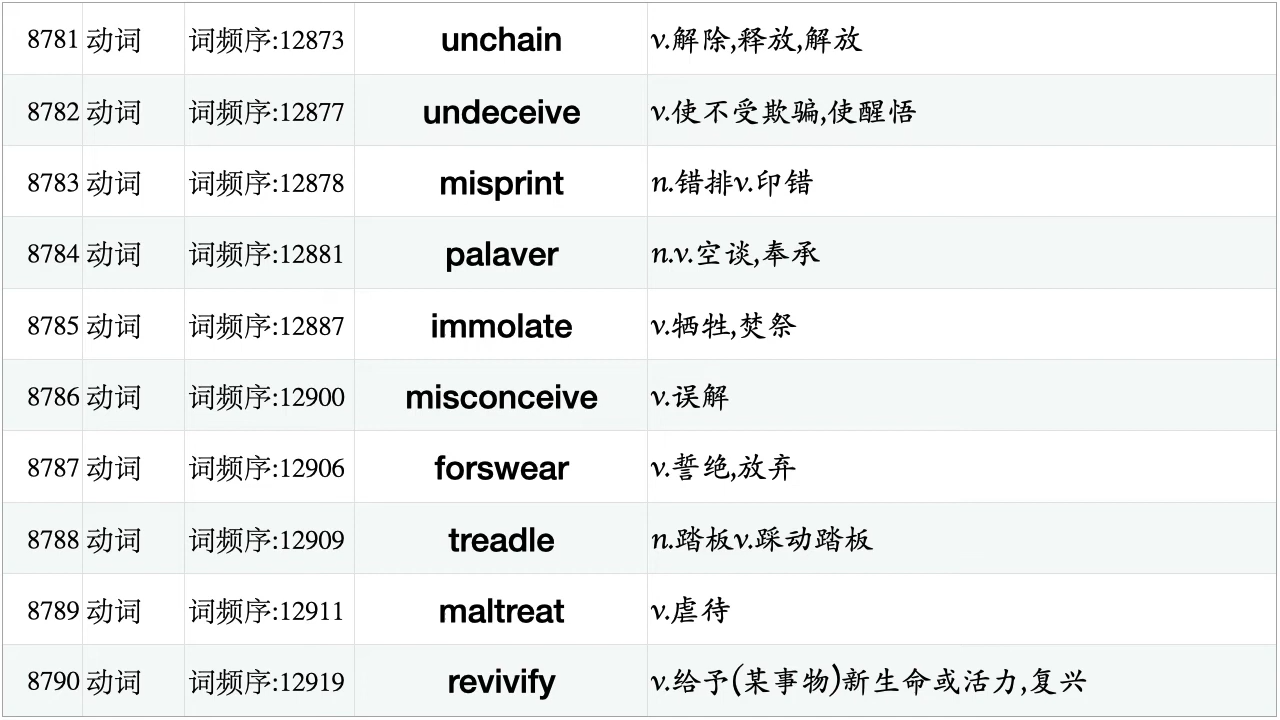 8781 动词 词频序:12873 unchain v.解除,释放,解放
8782 动词 词频序:12877 undeceive v.使不受欺骗,使醒悟
8783 动词 词频序:12878 misprint n.错排v.印错
8784 动词 词频序:12881 palaver n.v.空谈,奉承
8785 动词 词频序:12887 immolate v.牺牲,焚祭
8786 动词 词频序:12900 misconceive v.误解
8787 动词 词频序:12906 forswear v.誓绝,放弃
8788 动词 词频序:12909 treadle n.踏板v.踩动踏板
8789 动词 词频序:12911 maltreat v.虐待
8790 动词 词频序:12919 revivify v.给予(某事物)新生命或活力,复兴